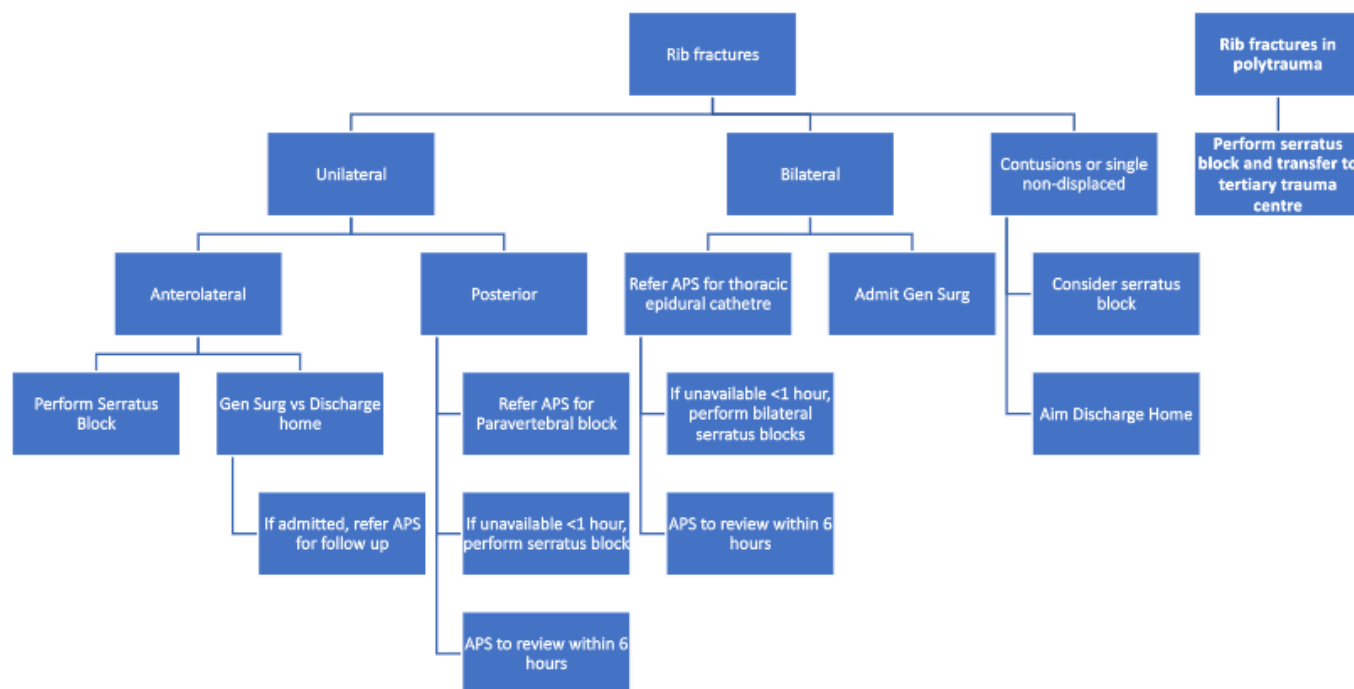 Rib fractures
Rib fractures in
polytrauma
Unilateral
Bilateral
Contusions or single
non-displaced
Perform serratus
block and transfer to
tertiary trauma
centre
Anterolateral
Posterior
Refer APS for thoracic
epidural cathetre
Admit Gen Surg
Consider serratus
block
Perform Serratus
Block
Gen Surg vs Discharge
home
Refer APS for
Paravertebral block
If unavailable <1 hour,
perform bilateral
serratus blocks
Aim Discharge Home
If admitted, refer APS
for follow up
If unavailable <1 hour,
perform serratus block
APS to review within 6
hours
APS to review within 6
hours